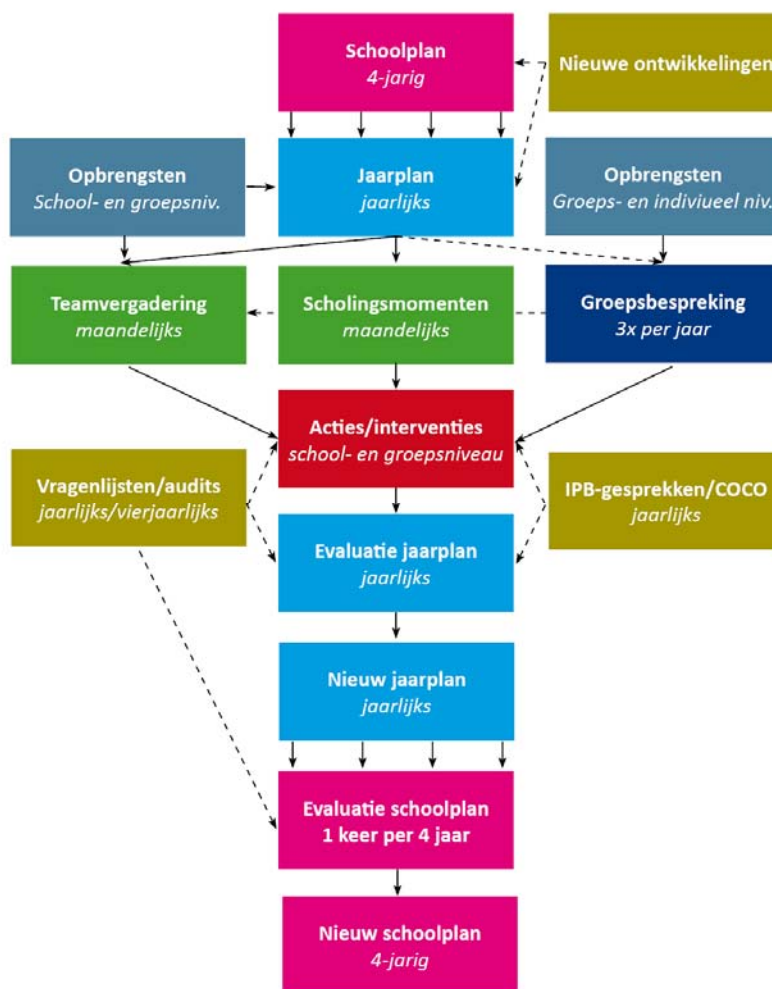 Schoolplan
4-jarig
Nieuwe ontwikkelingen
Opbrengsten
School- en groepsniv.
Jaarplan
jaarlijks
Opbrengsten
Groeps- en indiviueel niv.
Teamvergadering
maandelijks
Scholingsmomenten
maandelijks
Groepsbespreking
3x per jaar
Acties/interventies
school- en groepsniveau
Vragenlijsten/audits
jaarlijks/vierjaarlijks
IPB-gesprekken/COCO
jaarlijks
Evaluatie jaarplan
jaarlijks
Nieuw jaarplan
jaarlijks
Evaluatie schoolplan
1 keer per 4 jaar
Nieuw schoolplan
4-jarig